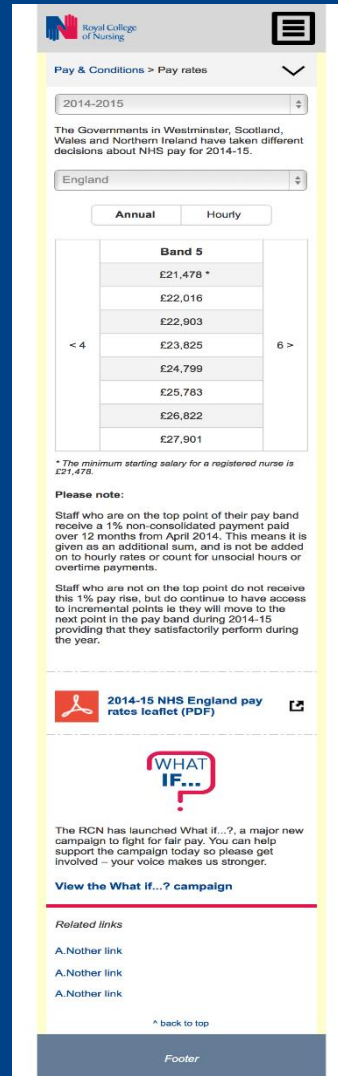 Royal College
of Nursing
Pay & Conditions > Pay rates
2014-2015
The Governments in Westminster, Scotland,
Wales and Northern Ireland have taken different
decisions about NHS pay for 2014-15.
England
Annual Hourly
Band 5
£21,478 *
£22,016
£22,903
< 4 £23,825 6 >
£24,799
£25,783
£26,822
£27,901
* The minimum starting salary for a registered nurse is
£21,478.
Please note:
Staff who are on the top point of their pay band
receive a 1% non-consolidated payment paid
over 12 months from April 2014. This means it is
given as an additional sum, and is not be added
on to hourly rates or count for unsocial hours or
overtime payments.
Staff who are not on the top point do not receive
this 1% pay rise, but do continue to have access
to incremental points ie they will move to the
next point in the pay band during 2014-15
providing that they satisfactorily perform during
the year.
2014-15 NHS England pay
rates leaflet (PDF)
WHAT
IF...
The RCN has launched What if...?, a major new
campaign to fight for fair pay. You can help
support the campaign today so please get
involved – your voice makes us stronger.
View the What if...? campaign
Related links
A.Nother link
A.Nother link
A.Nother link
^ back to top
Footer